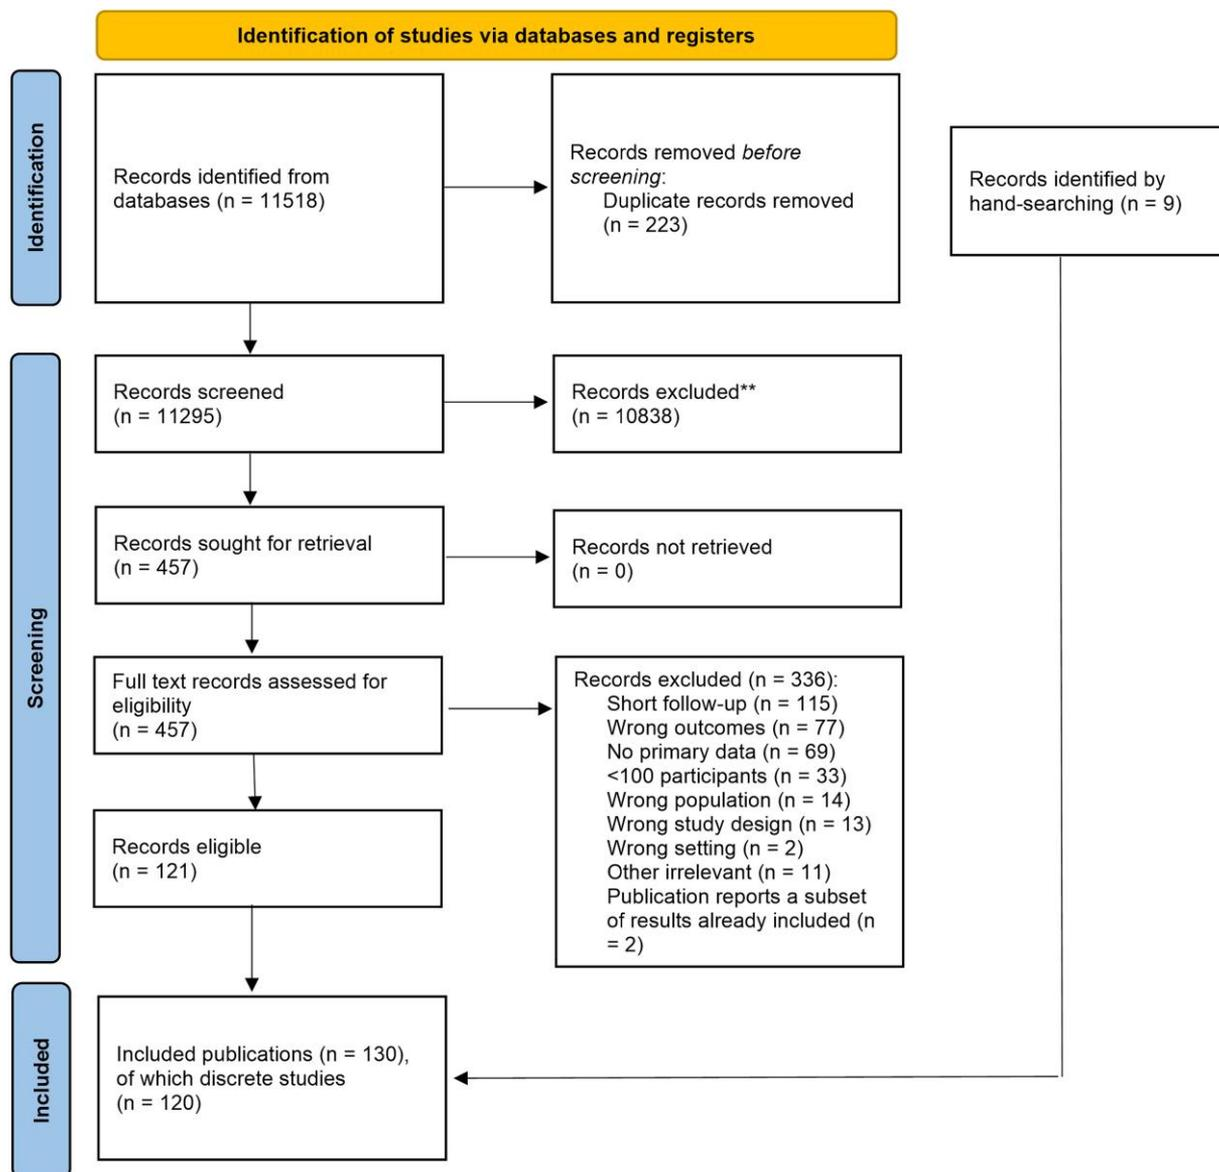 Identification of studies via databases and registers
Identification
Records identified from
databases (n = 11518)
Records removed before
screening:
Duplicate records removed
(n = 223)
Records identified by
hand-searching (n = 9)
Screening
Records screened
(n = 11295)
Records excluded**
(n = 10838)
Records sought for retrieval
(n = 457)
Records not retrieved
(n = 0)
Full text records assessed for
eligibility
(n = 457)
Records excluded (n = 336):
Short follow-up (n = 115)
Wrong outcomes (n = 77)
No primary data (n = 69)
<100 participants (n = 33)
Wrong population (n = 14)
Wrong study design (n = 13)
Wrong setting (n = 2)
Other irrelevant (n = 11)
Publication reports a subset
of results already included (n
= 2)
Records eligible
(n = 121)
Included
Included publications (n = 130),
of which discrete studies
(n = 120)